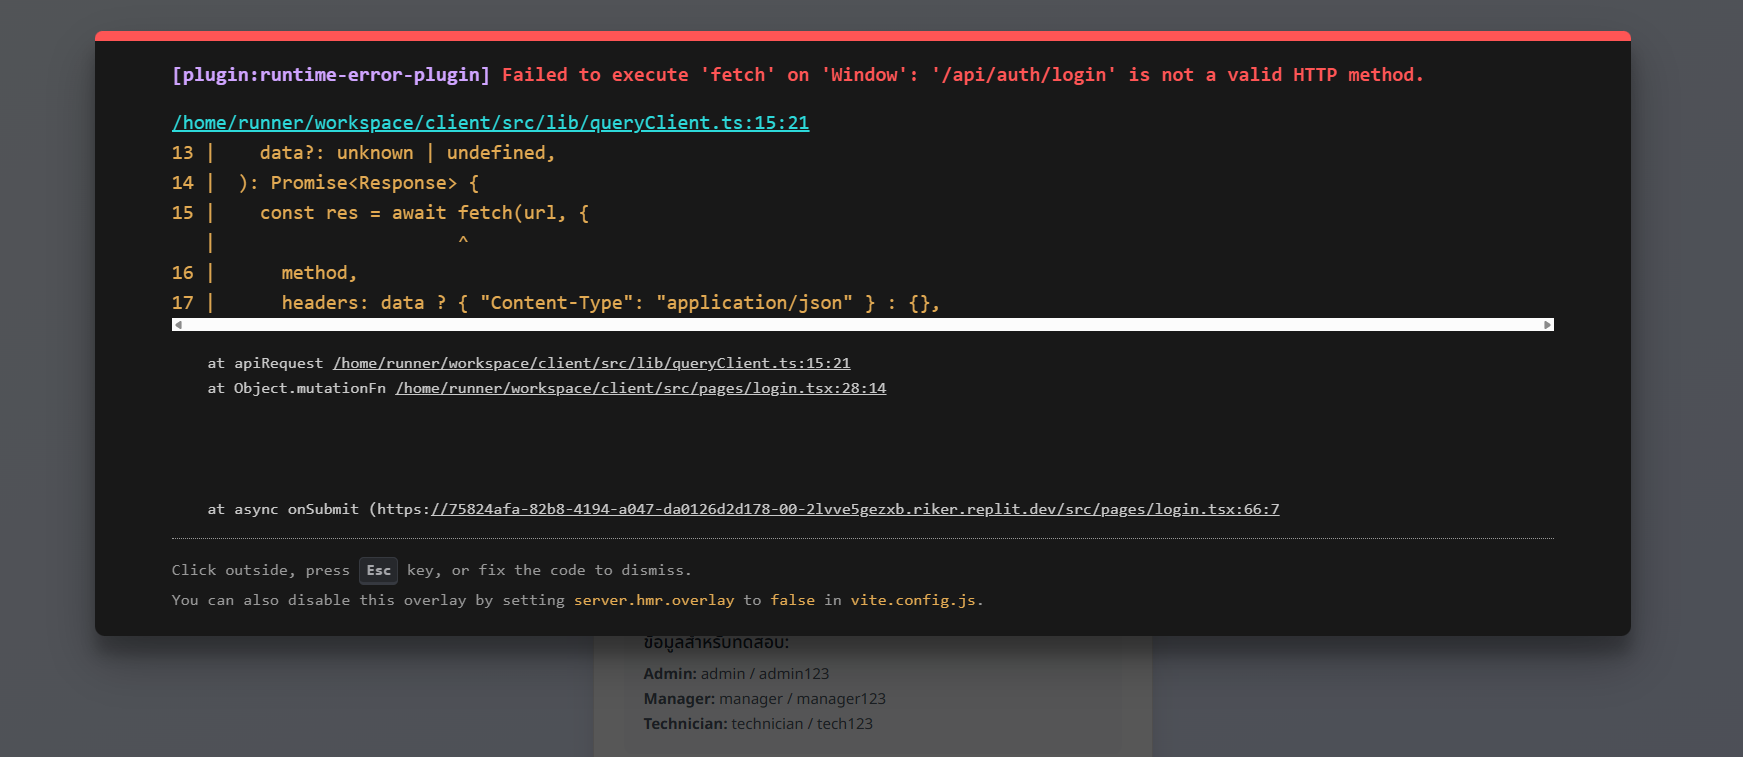 [plugin:runtime-error-plugin] Failed to execute 'fetch' on 'Window': '/api/auth/login' is not a valid HTTP method.
/home/runner/workspace/client/src/lib/queryClient.ts:15:21
13 |    data?: unknown | undefined,
14 |  ): Promise<Response> {
15 |    const res = await fetch(url, {
   |                      ^
16 |      method,
17 |      headers: data ? { "Content-Type": "application/json" } : {},
at apiRequest /home/runner/workspace/client/src/lib/queryClient.ts:15:21
at Object.mutationFn /home/runner/workspace/client/src/pages/login.tsx:28:14
at async onSubmit (https://75824afa-82b8-4194-a047-da0126d2d178-00-2lvve5gezxb.riker.replit.dev/src/pages/login.tsx:66:7
Click outside, press Esc key, or fix the code to dismiss.
You can also disable this overlay by setting server.hmr.overlay to false in vite.config.js.
ข้อมูลสำหรับทดสอบ:
Admin: admin / admin123
Manager: manager / manager123
Technician: technician / tech123